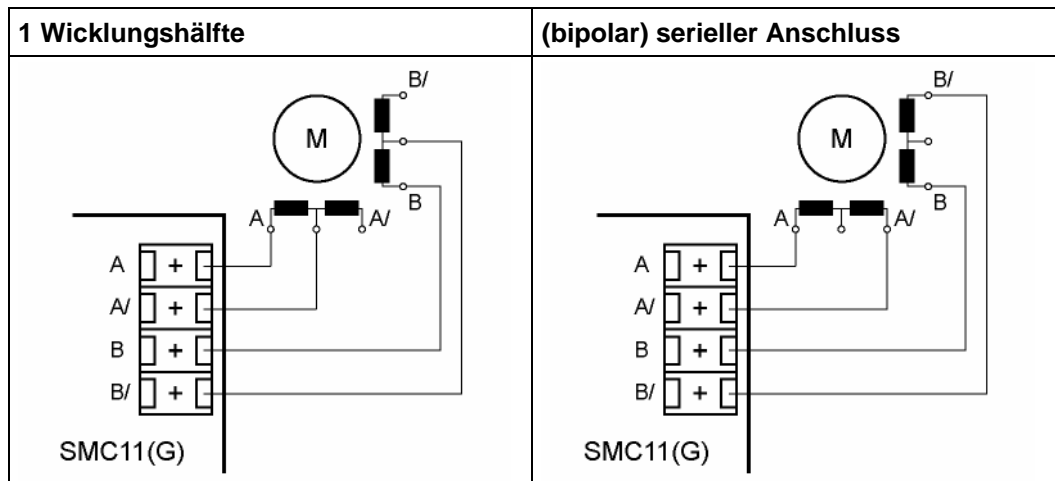 1 Wicklungshälfte
(bipolar) serieller Anschluss
B/
M
B
A
A/
A
+
A/
+
B
+
B/
+
SMC11(G)
B/
M
B
A
A/
A
+
A/
+
B
+
B/
+
SMC11(G)